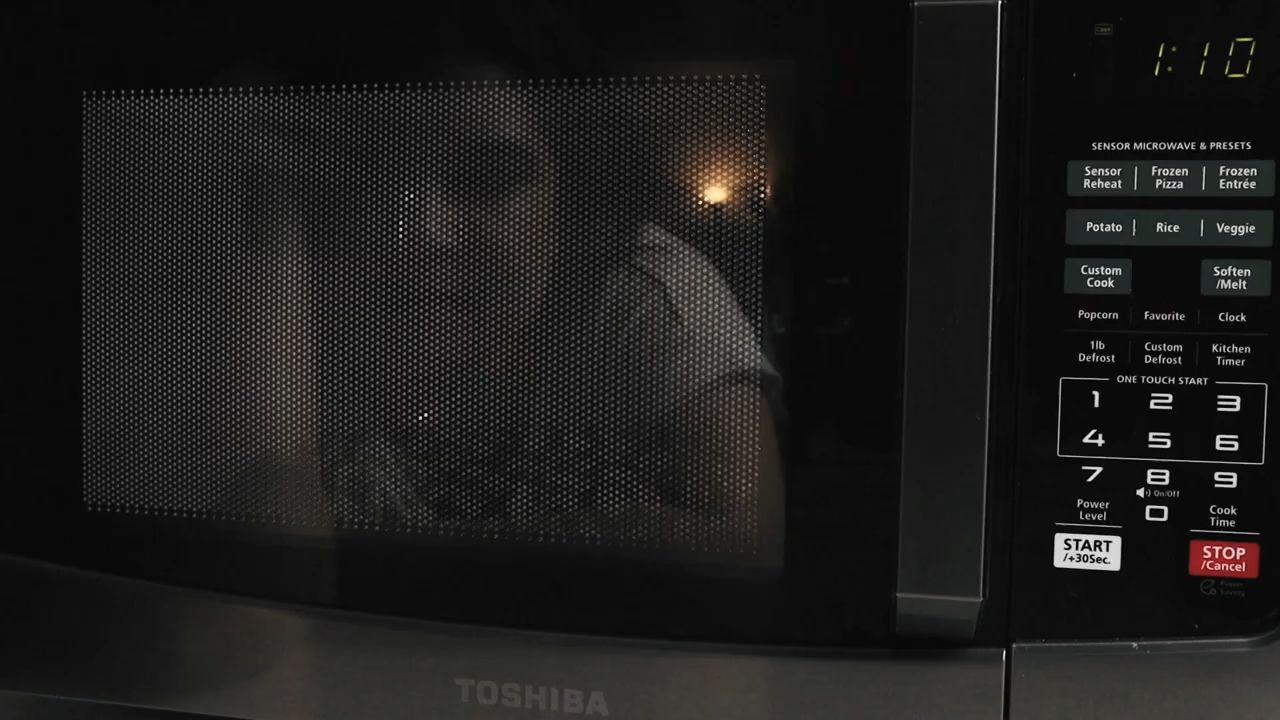 1:10
SENSOR MICROWAVE & PRESETS
Sensor Reheat | Frozen Pizza | Frozen Entrée
Potato | Rice | Veggie
Custom Cook
Soften /Melt
Popcorn Favorite Clock
1lb Defrost Custom Defrost Kitchen Timer
ONE TOUCH START
1 2 3
4 5 6
7 8 9
On/Off
Power Level 0 Cook Time
START /+30Sec.
STOP /Cancel
Power Saving
TOSHIBA